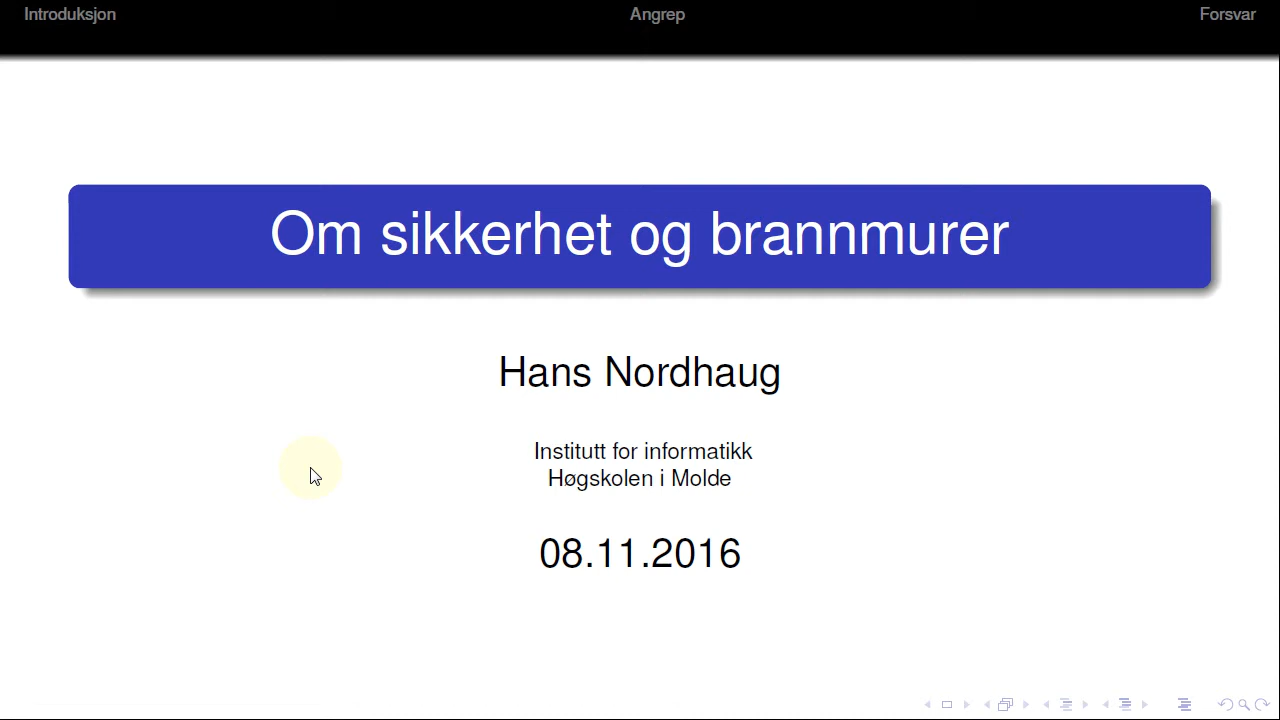 Introduksjon
Angrep
Forsvar
Om sikkerhet og brannmurer
Hans Nordhaug
Institutt for informatikk
Høgskolen i Molde
08.11.2016